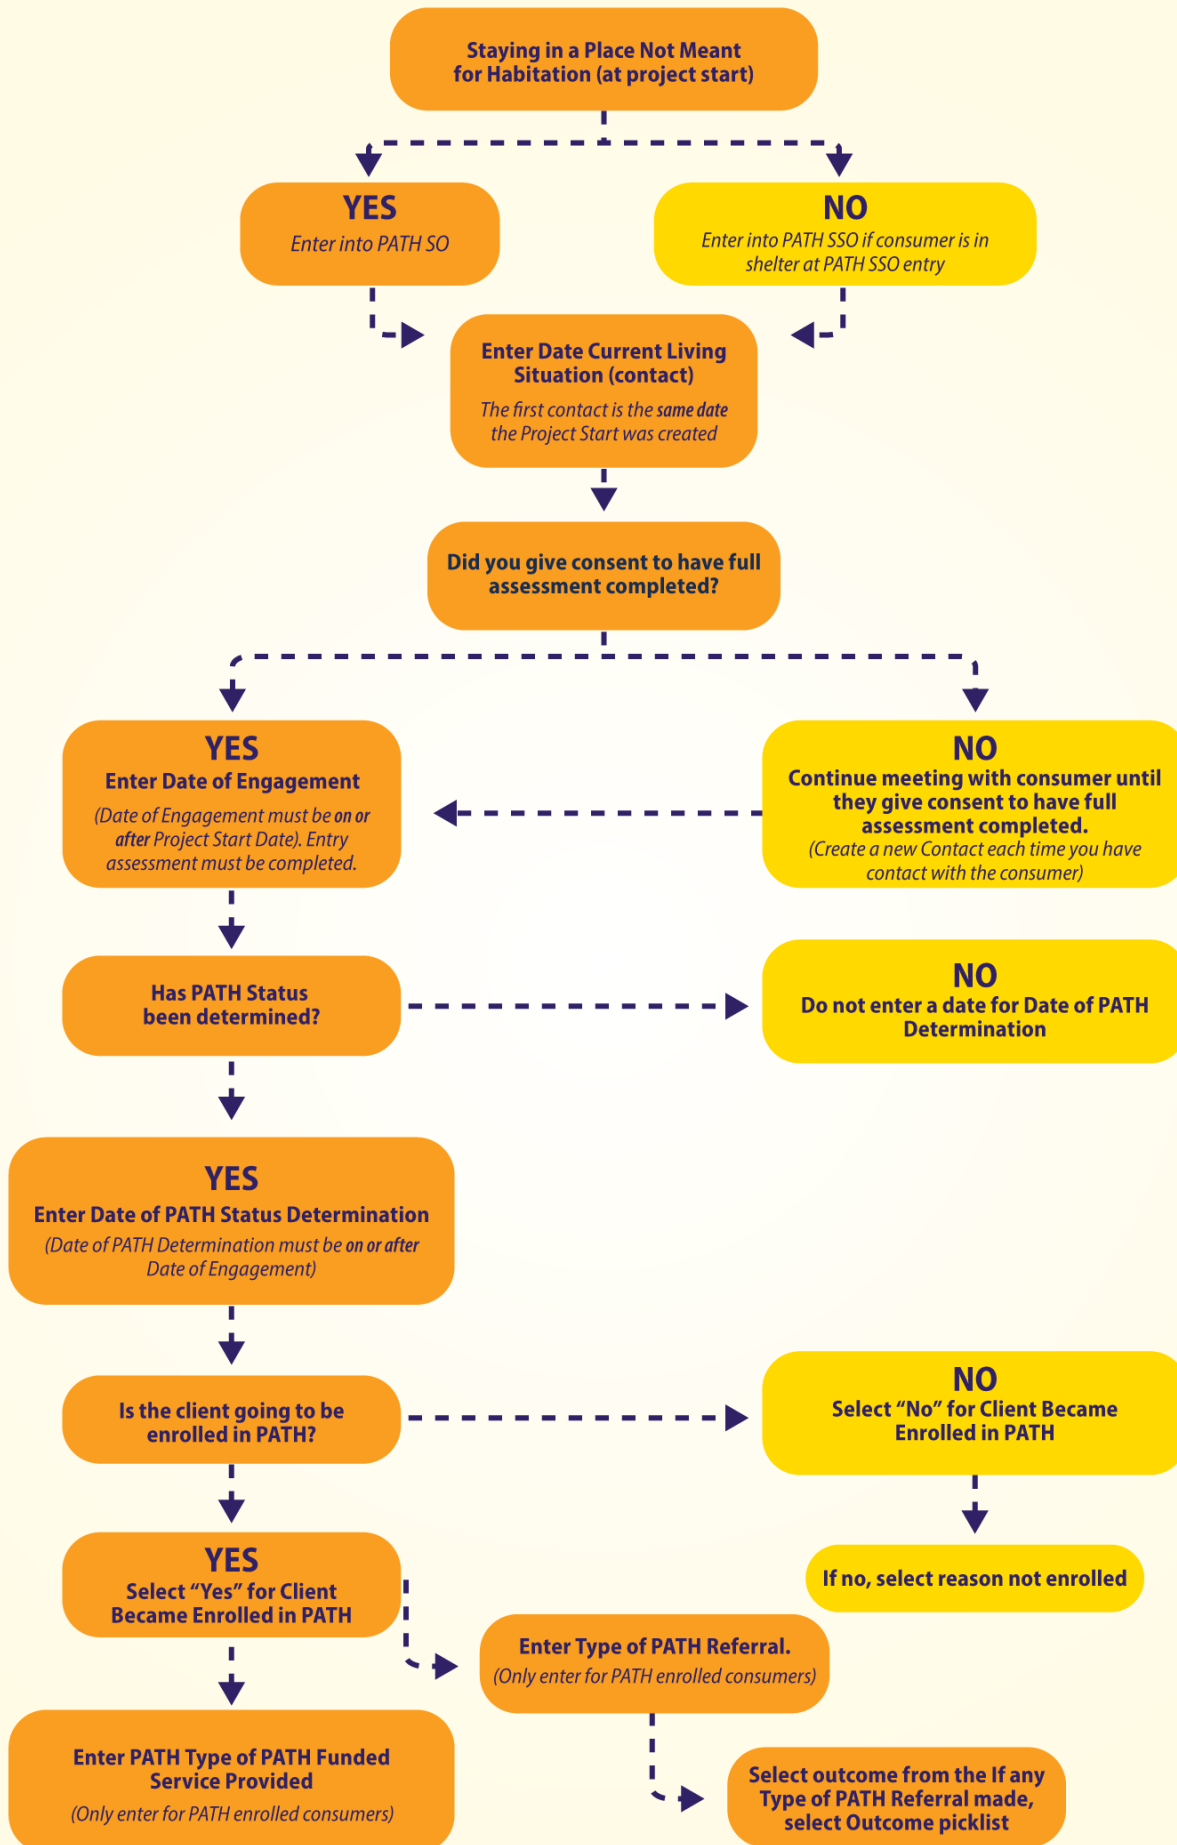 Staying in a Place Not Meant
for Habitation (at project start)
YES
Enter into PATH SO
NO
Enter into PATH SSO if consumer is in
shelter at PATH SSO entry
Enter Date Current Living
Situation (contact)
The first contact is the same date
the Project Start was created
Did you give consent to have full
assessment completed?
YES
Enter Date of Engagement
(Date of Engagement must be on or
after Project Start Date). Entry
assessment must be completed.
NO
Continue meeting with consumer until
they give consent to have full
assessment completed.
(Create a new Contact each time you have
contact with the consumer)
Has PATH Status
been determined?
NO
Do not enter a date for Date of PATH
Determination
YES
Enter Date of PATH Status Determination
(Date of PATH Determination must be on or after
Date of Engagement)
Is the client going to be
enrolled in PATH?
NO
Select “No” for Client Became
Enrolled in PATH
If no, select reason not enrolled
YES
Select “Yes” for Client
Became Enrolled in PATH
Enter Type of PATH Referral.
(Only enter for PATH enrolled consumers)
Enter PATH Type of PATH Funded
Service Provided
(Only enter for PATH enrolled consumers)
Select outcome from the If any
Type of PATH Referral made,
select Outcome picklist